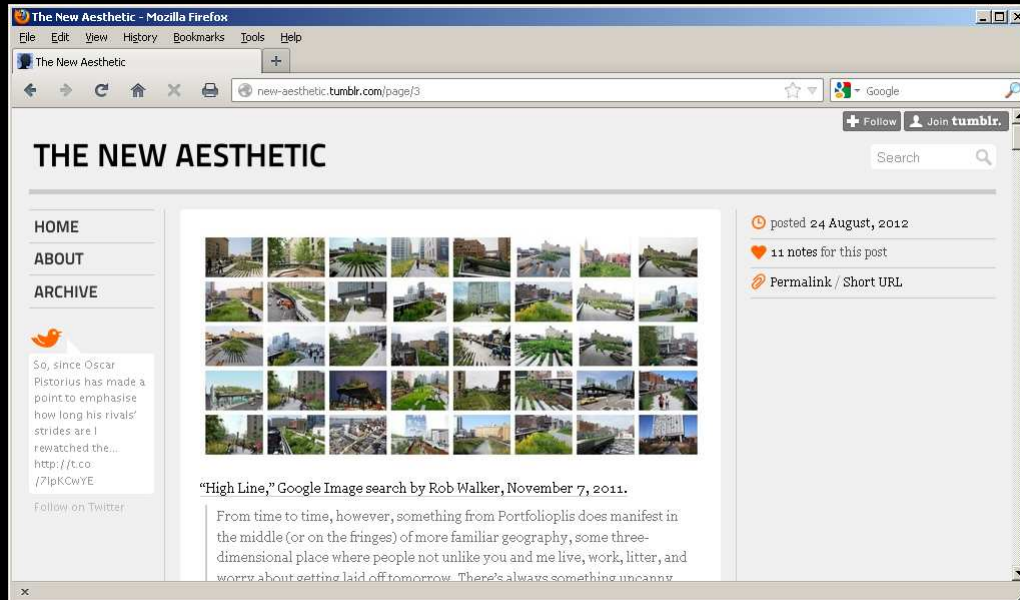 The New Aesthetic - Mozilla Firefox
File Edit View History Bookmarks Tools Help
The New Aesthetic
new-aesthetic.tumblr.com/page/3
Google
Follow
Join tumblr.
THE NEW AESTHETIC
Search
HOME
ABOUT
ARCHIVE
So, since Oscar
Pistorius has made a
point to emphasise
how long his rivals'
strides are I
rewatched the...
http://t.co
/7IpKCwYE
Follow on Twitter
“High Line,” Google Image search by Rob Walker, November 7, 2011.
From time to time, however, something from Portfolioplis does manifest in
the middle (or on the fringes) of more familiar geography, some three-
dimensional place where people not unlike you and me live, work, litter, and
worry about getting laid off tomorrow. There’s always something uncanny
posted 24 August, 2012
11 notes for this post
Permalink / Short URL